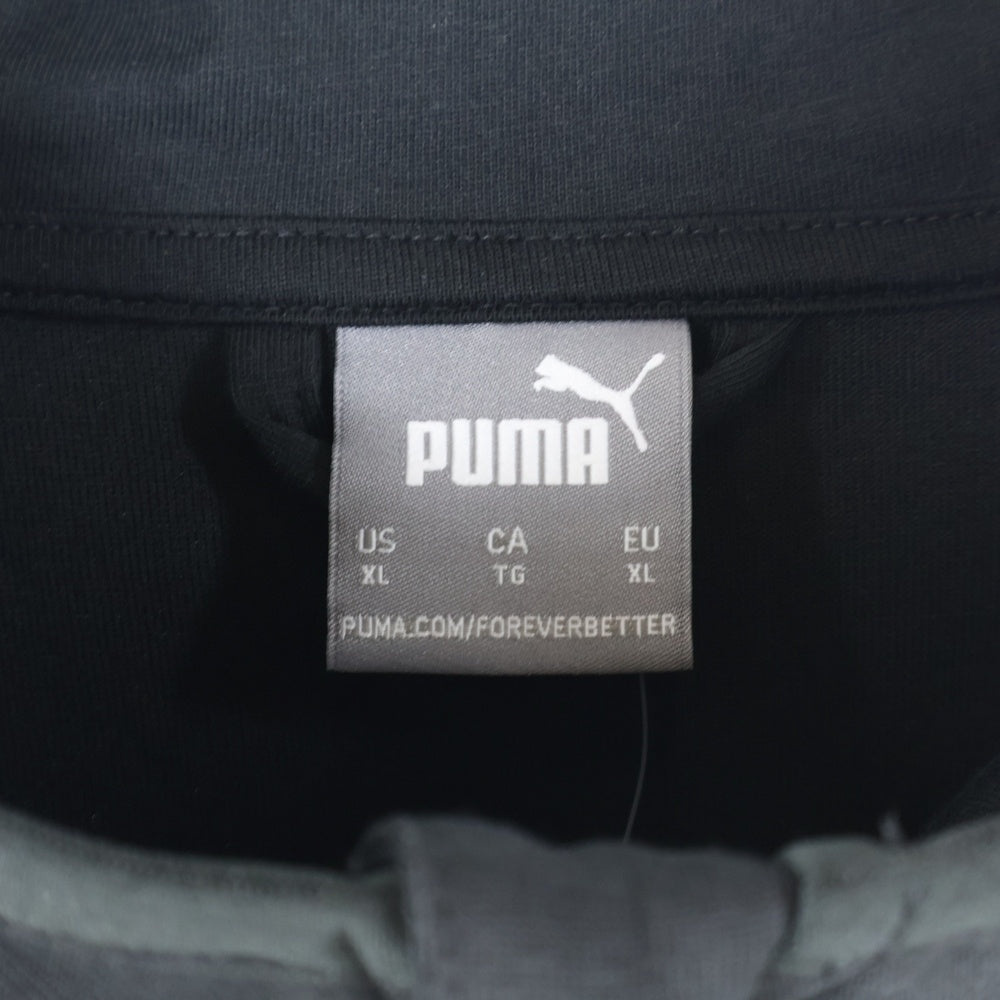 PUMA
US CA EU
XL TG XL
PUMA.COM/FOREVERBETTER